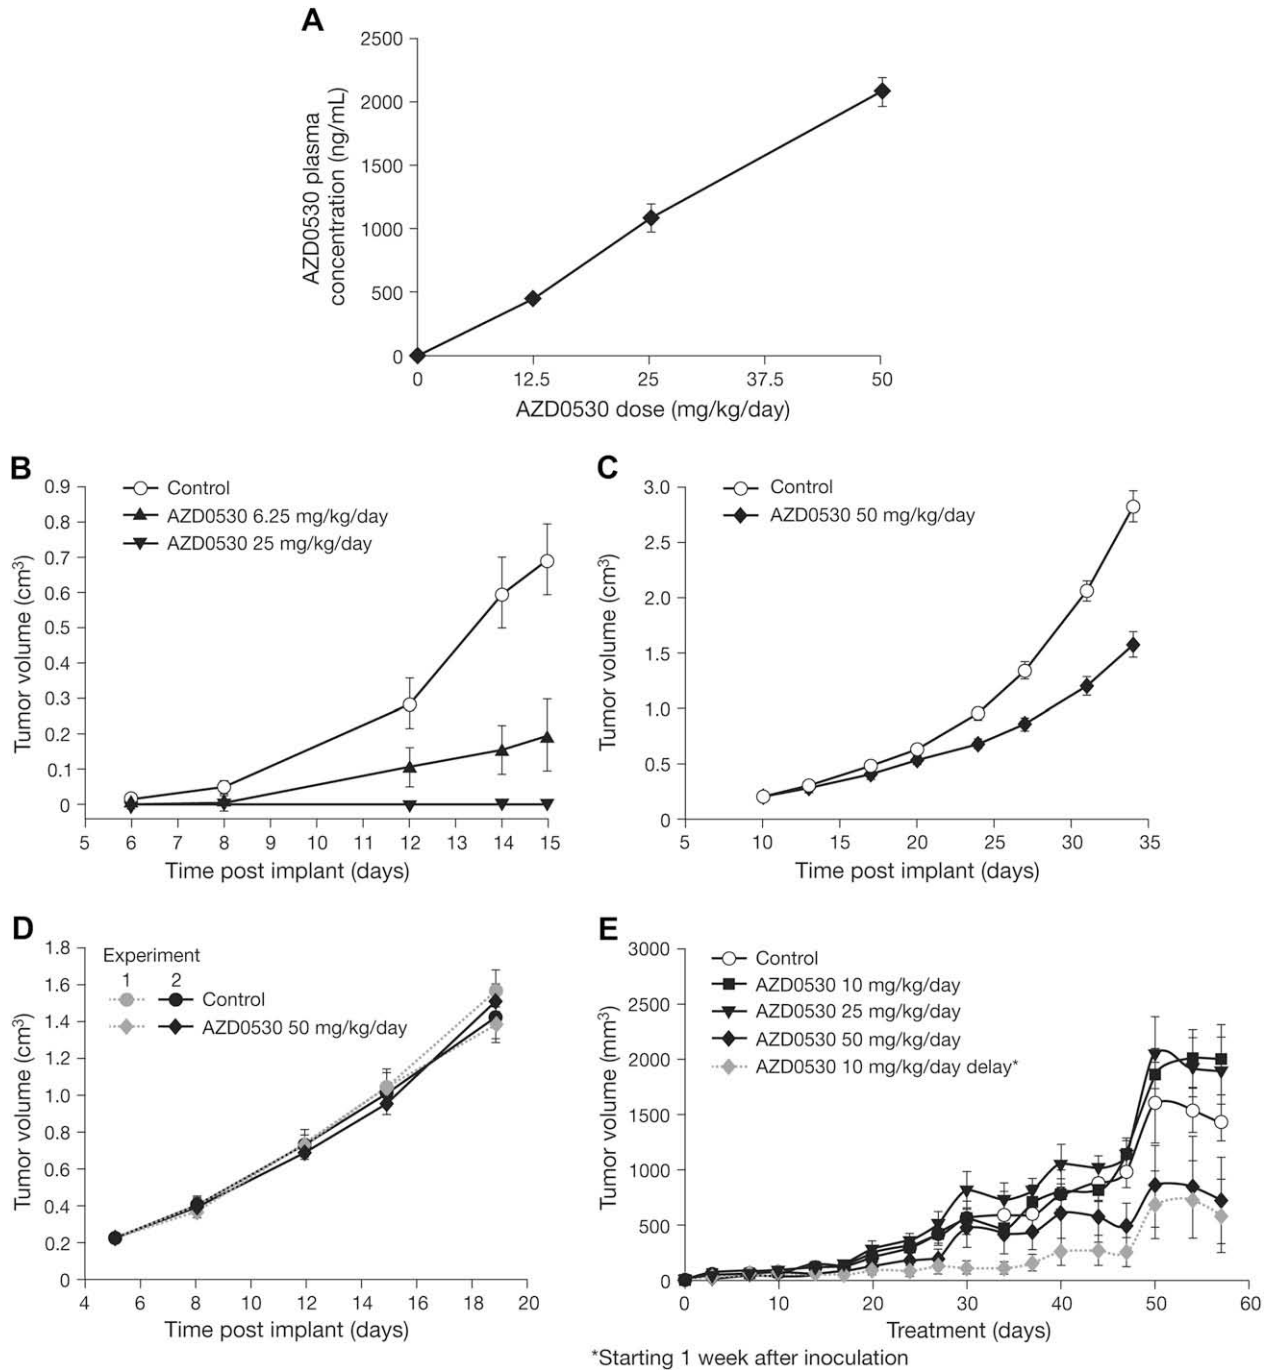 A
2500
2000
1500
1000
500
0
AZD0530 plasma
concentration (ng/mL)
0 12.5 25 37.5 50
AZD0530 dose (mg/kg/day)
B
0.9
0.8
0.7
0.6
0.5
0.4
0.3
0.2
0.1
0
Tumor volume (cm³)
Control
AZD0530 6.25 mg/kg/day
AZD0530 25 mg/kg/day
5 6 7 8 9 10 11 12 13 14 15
Time post implant (days)
C
3.0
2.5
2.0
1.5
1.0
0.5
0
Tumor volume (cm³)
Control
AZD0530 50 mg/kg/day
5 10 15 20 25 30 35
Time post implant (days)
D
1.8
1.6
1.4
1.2
1.0
0.8
0.6
0.4
0.2
0
Tumor volume (cm³)
Experiment
1 2
Control
AZD0530 50 mg/kg/day
4 6 8 10 12 14 16 18 20
Time post implant (days)
E
3000
2500
2000
1500
1000
500
0
Tumor volume (mm³)
Control
AZD0530 10 mg/kg/day
AZD0530 25 mg/kg/day
AZD0530 50 mg/kg/day
AZD0530 10 mg/kg/day delay*
0 10 20 30 40 50 60
Treatment (days)
*Starting 1 week after inoculation